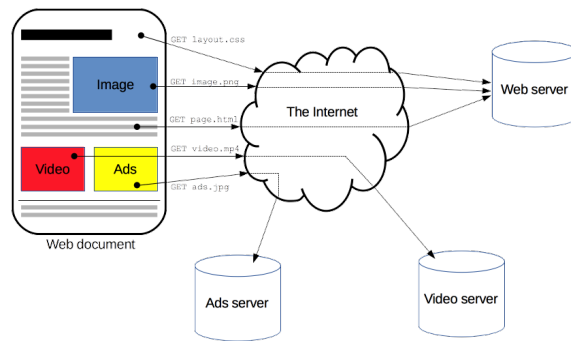 GET layout.css
GET image.png
Image
The Internet
Web server
GET page.html
GET video.mp4
Video
Ads
GET ads.jpg
Web document
Ads server
Video server